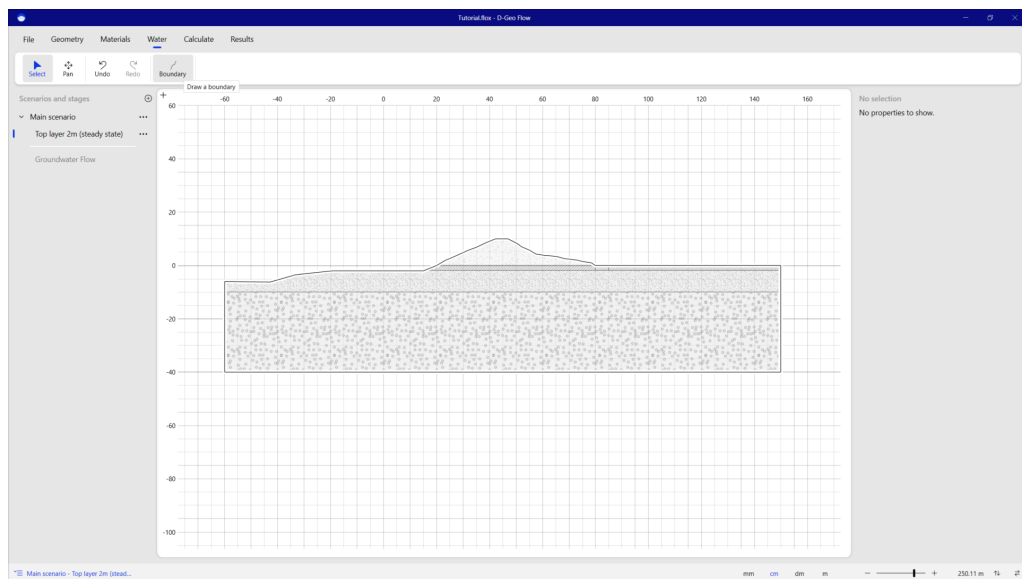 Tutorial.flox - D-Geo Flow
File Geometry Materials Water Calculate Results
Select Pan Undo Redo Boundary
Draw a boundary
Scenarios and stages
Main scenario
Top layer 2m (steady state)
Groundwater Flow
-60 -40 -20 0 20 40 60 80 100 120 140 160
60
40
20
0
-20
-40
-60
-80
-100
No selection
No properties to show.
Main scenario - Top layer 2m (stead...
mm cm dm m
250.11 m